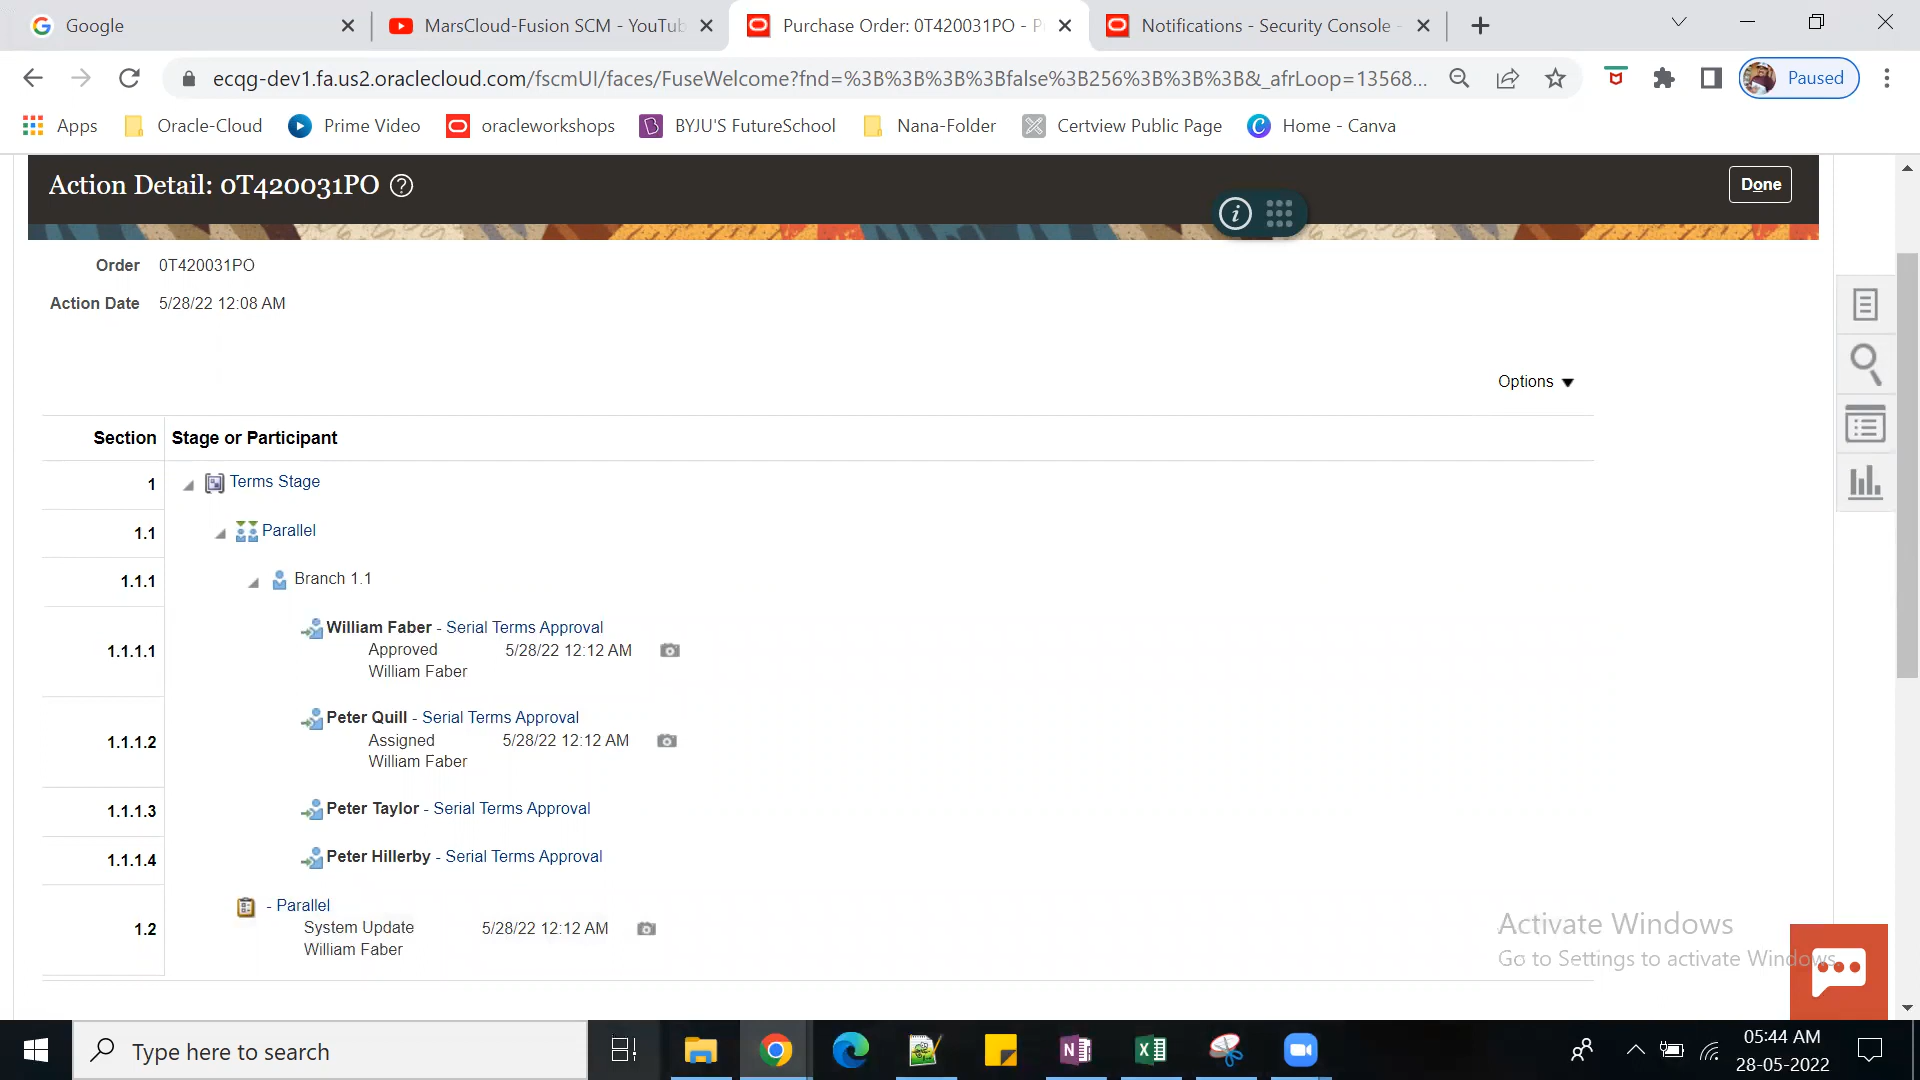 Google
MarsCloud-Fusion SCM - YouTub
Purchase Order: 0T420031PO - P
Notifications - Security Console -
ecqg-dev1.fa.us2.oraclecloud.com/fscmUI/faces/FuseWelcome?fnd=%3B%3B%3B%3Bfalse%3B256%3B%3B%3B&_afrLoop=13568...
Paused
Apps
Oracle-Cloud
Prime Video
oracleworkshops
BYJU'S FutureSchool
Nana-Folder
Certview Public Page
Home - Canva
Action Detail: 0T420031PO
Done
Order 0T420031PO
Action Date 5/28/22 12:08 AM
Options
Section Stage or Participant
1 Terms Stage
1.1 Parallel
1.1.1 Branch 1.1
William Faber - Serial Terms Approval
1.1.1.1 Approved 5/28/22 12:12 AM
William Faber
Peter Quill - Serial Terms Approval
1.1.1.2 Assigned 5/28/22 12:12 AM
William Faber
1.1.1.3 Peter Taylor - Serial Terms Approval
1.1.1.4 Peter Hillerby - Serial Terms Approval
- Parallel
1.2 System Update 5/28/22 12:12 AM
William Faber
Activate Windows
Go to Settings to activate Windows.
Type here to search
05:44 AM
28-05-2022